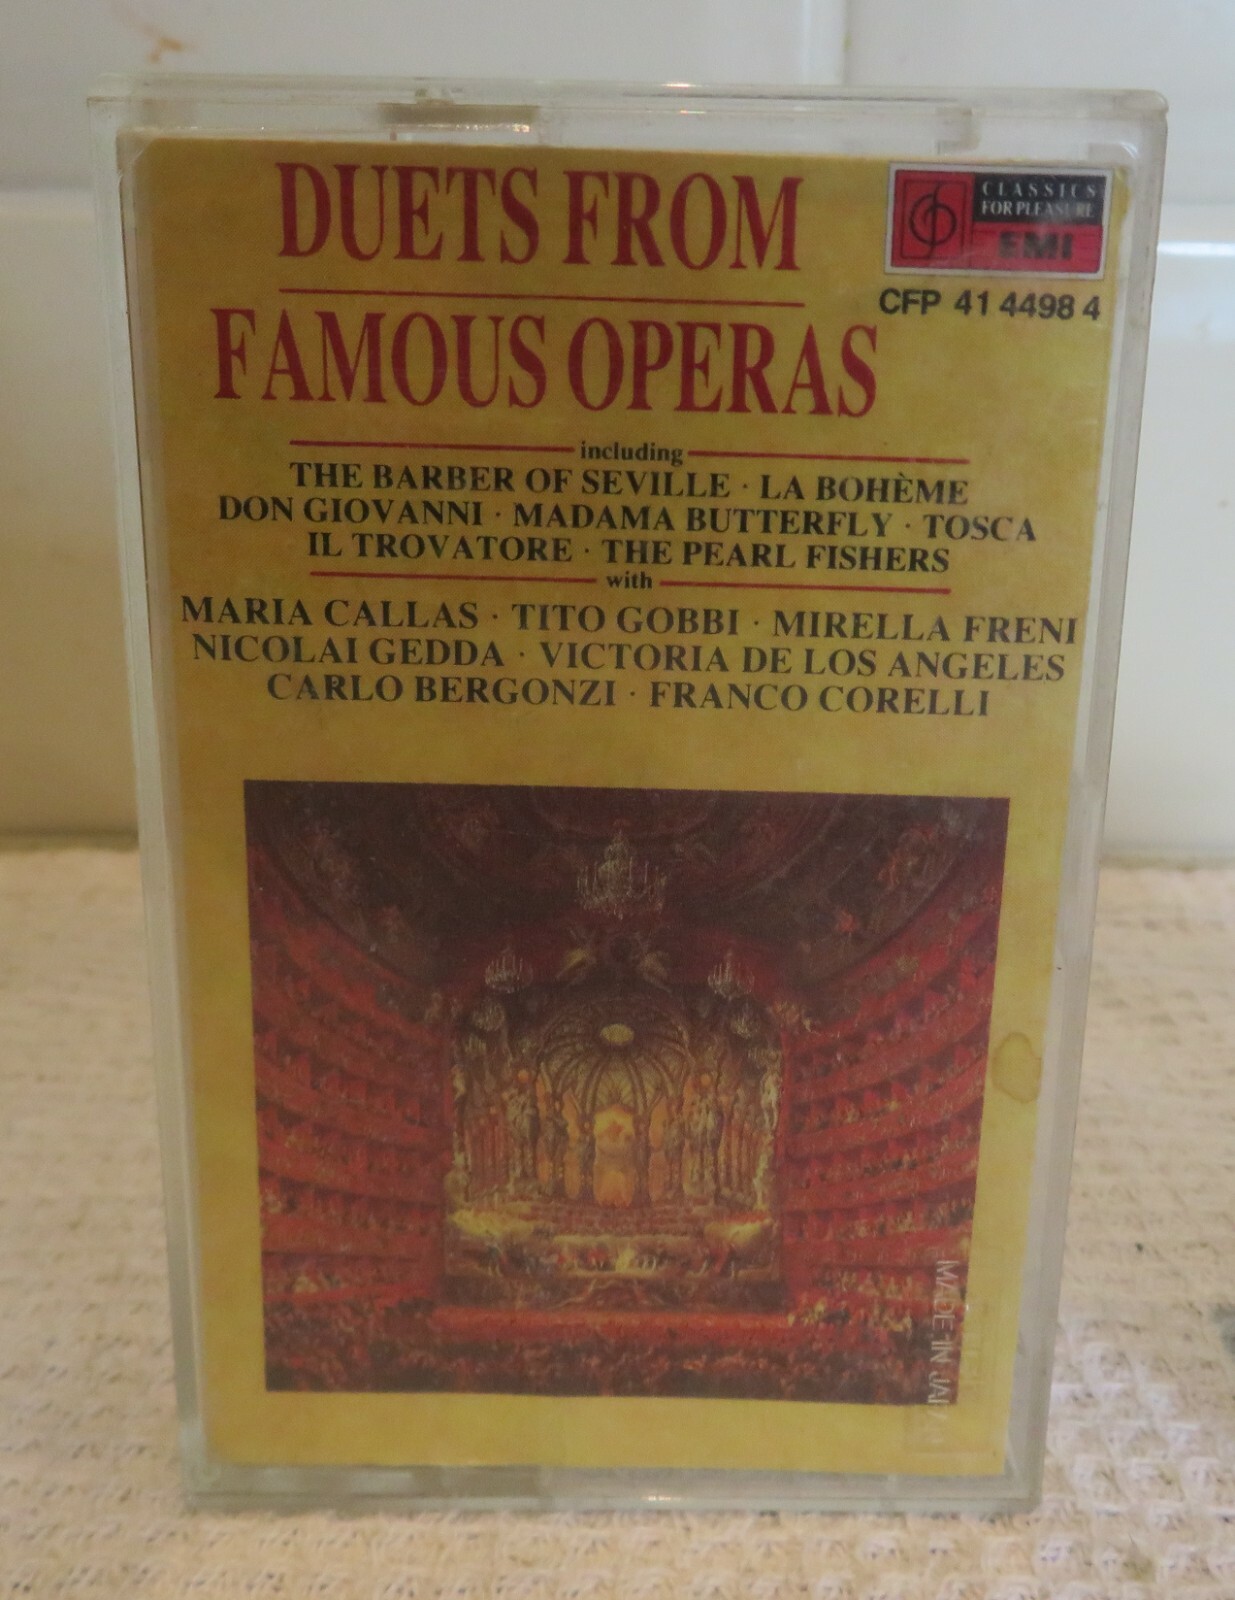 DUETS FROM
FAMOUS OPERAS
CLASSICS
FOR PLEASURE
EMI
CFP 41 4498 4
including
THE BARBER OF SEVILLE · LA BOHÈME
DON GIOVANNI · MADAMA BUTTERFLY · TOSCA
IL TROVATORE · THE PEARL FISHERS
with
MARIA CALLAS · TITO GOBBI · MIRELLA FRENI
NICOLAI GEDDA · VICTORIA DE LOS ANGELES
CARLO BERGONZI · FRANCO CORELLI
MADE IN